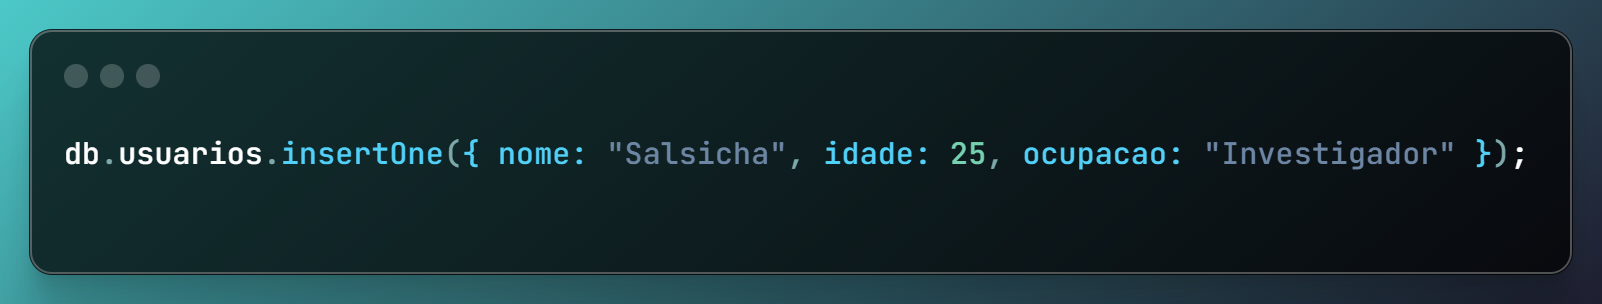 db.usuarios.insertOne({ nome: "Salsicha", idade: 25, ocupacao: "Investigador" });